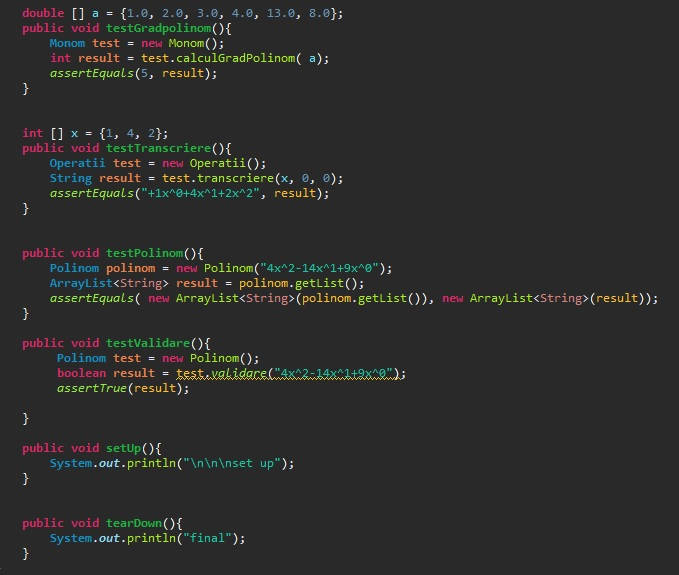 double [] a = {1.0, 2.0, 3.0, 4.0, 13.0, 8.0};
public void testGradpolinom(){
    Monom test = new Monom();
    int result = test.calculGradPolinom( a);
    assertEquals(5, result);
}
int [] x = {1, 4, 2};
public void testTranscriere(){
    Operatii test = new Operatii();
    String result = test.transcriere(x, 0, 0);
    assertEquals("+1x^0+4x^1+2x^2", result);
}
public void testPolinom(){
    Polinom polinom = new Polinom("4x^2-14x^1+9x^0");
    ArrayList<String> result = polinom.getList();
    assertEquals( new ArrayList<String>(polinom.getList()), new ArrayList<String>(result));
}
public void testValidare(){
     Polinom test = new Polinom();
     boolean result = test.validare("4x^2-14x^1+9x^0");
     assertTrue(result);
}
public void setUp(){
    System.out.println("\n\n\nset up");
}
public void tearDown(){
    System.out.println("final");
}